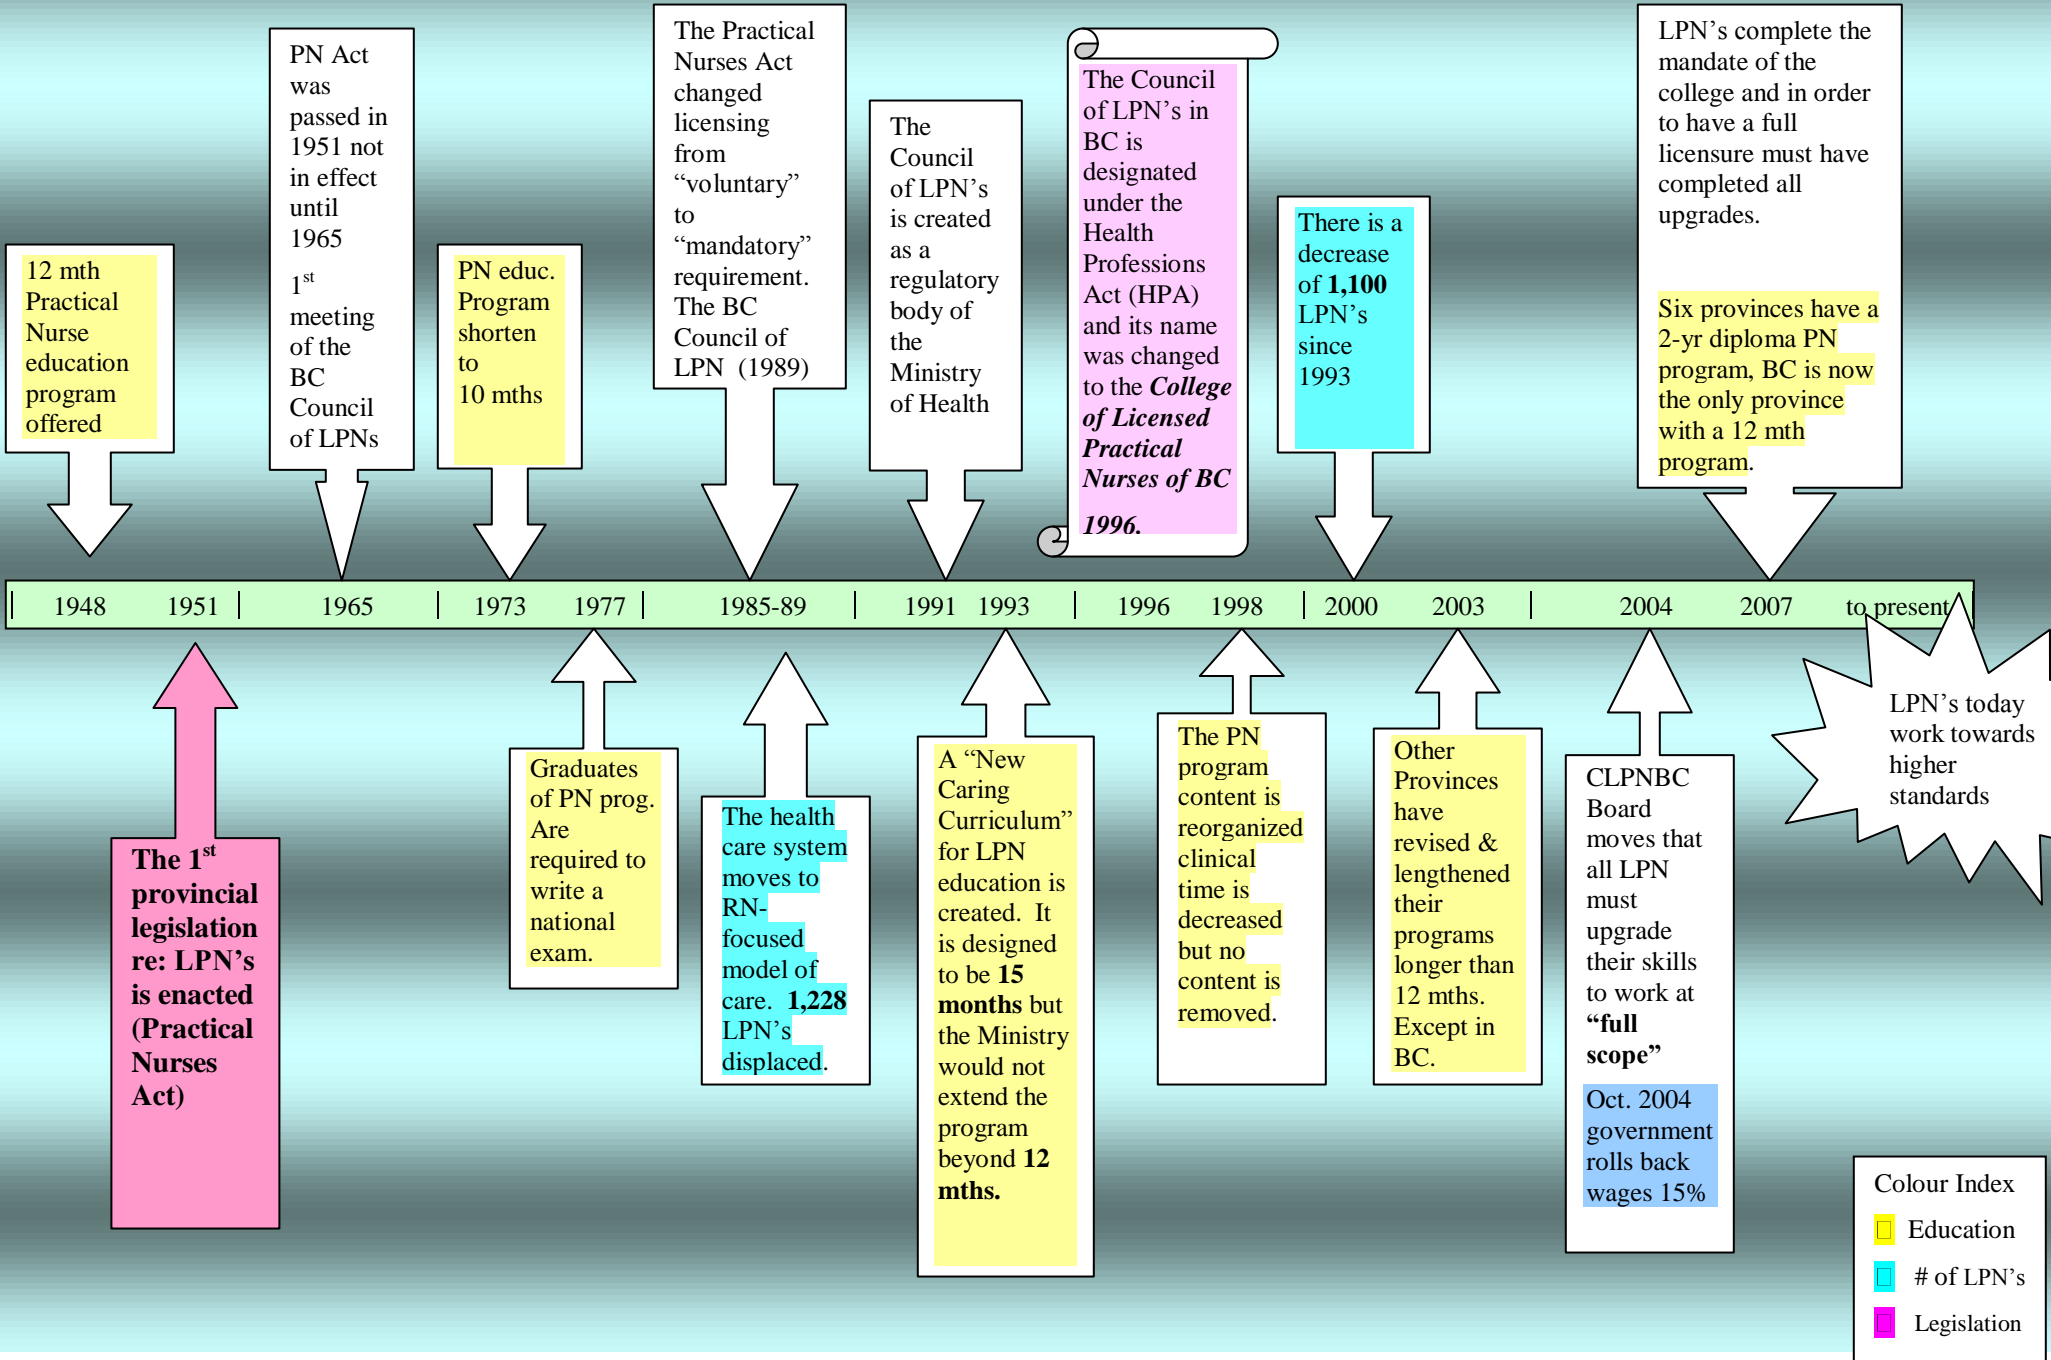 12 mth
Practical
Nurse
education
program
offered
PN Act
was
passed in
1951 not
in effect
until
1965
1st
meeting
of the
BC
Council
of LPNs
PN educ.
Program
shorten
to
10 mths
The Practical
Nurses Act
changed
licensing
from
“voluntary”
to
“mandatory”
requirement.
The BC
Council of
LPN (1989)
The
Council
of LPN’s
is created
as a
regulatory
body of
the
Ministry
of Health
The Council
of LPN’s in
BC is
designated
under the
Health
Professions
Act (HPA)
and its name
was changed
to the College
of Licensed
Practical
Nurses of BC
1996.
There is a
decrease
of 1,100
LPN’s
since
1993
LPN’s complete the
mandate of the
college and in order
to have a full
licensure must have
completed all
upgrades.
Six provinces have a
2-yr diploma PN
program, BC is now
the only province
with a 12 mth
program.
1948 1951 1965 1973 1977 1985-89 1991 1993 1996 1998 2000 2003 2004 2007 to present
The 1st
provincial
legislation
re: LPN’s
is enacted
(Practical
Nurses
Act)
Graduates
of PN prog.
Are
required to
write a
national
exam.
The health
care system
moves to
RN-
focused
model of
care. 1,228
LPN’s
displaced.
A “New
Caring
Curriculum”
for LPN
education is
created. It
is designed
to be 15
months but
the Ministry
would not
extend the
program
beyond 12
mths.
The PN
program
content is
reorganized
clinical
time is
decreased
but no
content is
removed.
Other
Provinces
have
revised &
lengthened
their
programs
longer than
12 mths.
Except in
BC.
CLPNBC
Board
moves that
all LPN
must
upgrade
their skills
to work at
“full
scope”
Oct. 2004
government
rolls back
wages 15%
LPN’s today
work towards
higher
standards
Colour Index
Education
# of LPN’s
Legislation